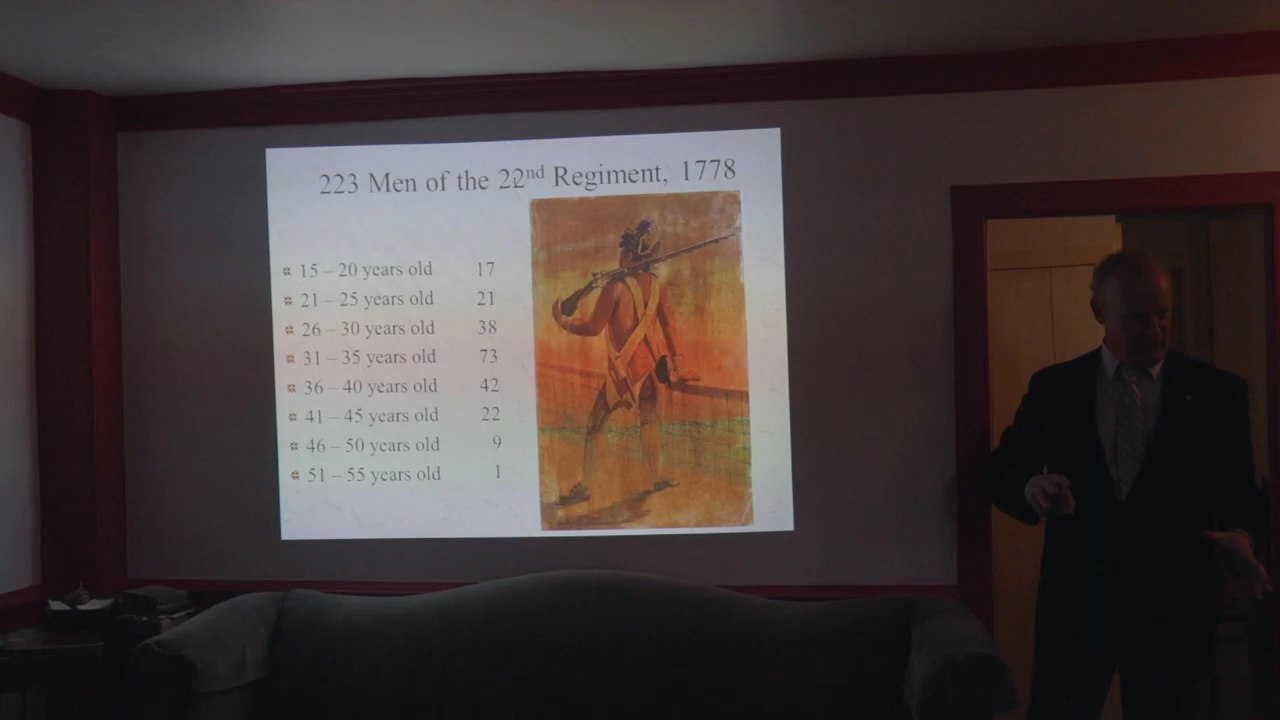 223 Men of the 22nd Regiment, 1778
15 – 20 years old 17
21 – 25 years old 21
26 – 30 years old 38
31 – 35 years old 73
36 – 40 years old 42
41 – 45 years old 22
46 – 50 years old 9
51 – 55 years old 1